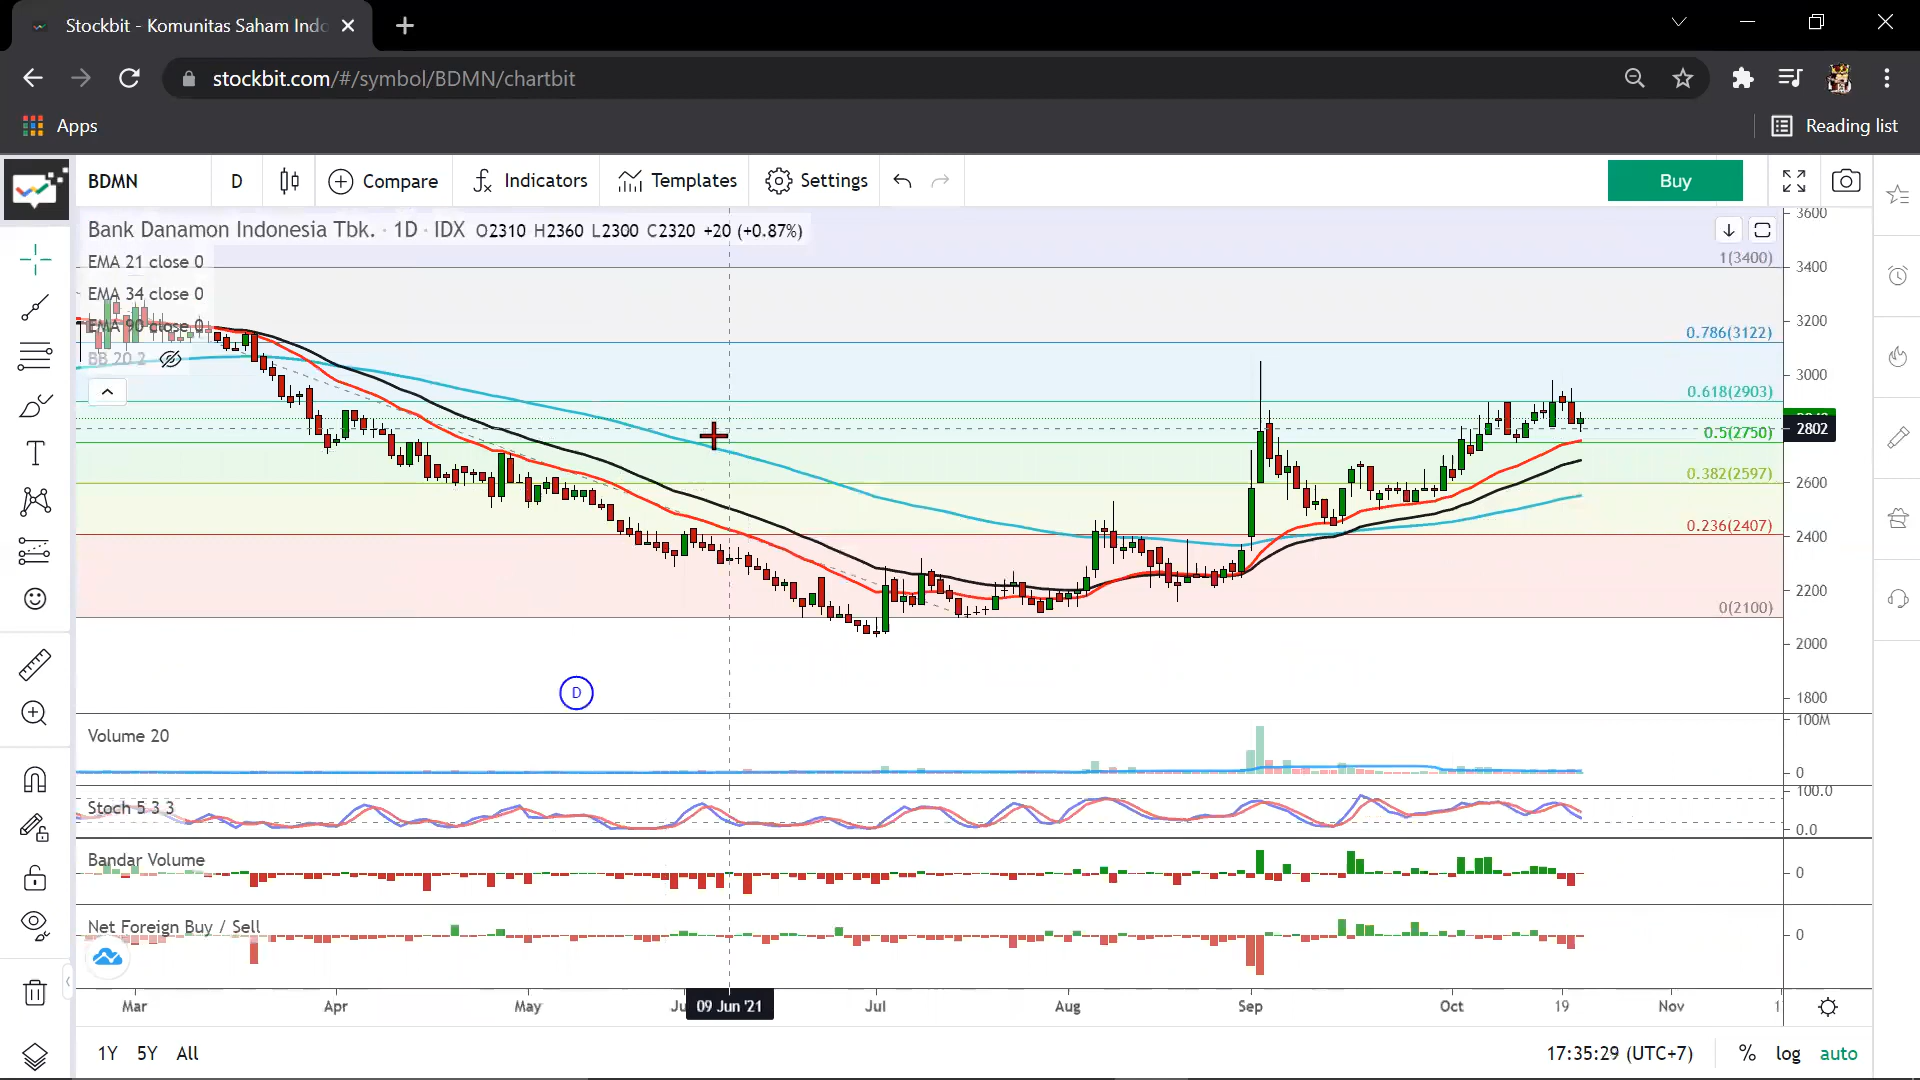 Stockbit - Komunitas Saham Indo
stockbit.com/#/symbol/BDMN/chartbit
Apps
Reading list
BDMN D Compare Indicators Templates Settings Buy
Bank Danamon Indonesia Tbk. · 1D · IDX O2310 H2360 L2300 C2320 +20 (+0.87%)
EMA 21 close 0
EMA 34 close 0
EMA 90 close 0
BB 20 2
3600
1(3400)
3400
3200
0.786(3122)
3000
0.618(2903)
2802
0.5(2750)
0.382(2597)
2600
0.236(2407)
2400
2200
0(2100)
2000
1800
D
Volume 20
100M
0
Stoch 5 3 3
100.0
0.0
Bandar Volume
0
Net Foreign Buy / Sell
0
Mar Apr May Ju 09 Jun '21 Jul Aug Sep Oct 19 Nov 1
1Y 5Y All
17:35:29 (UTC+7) % log auto